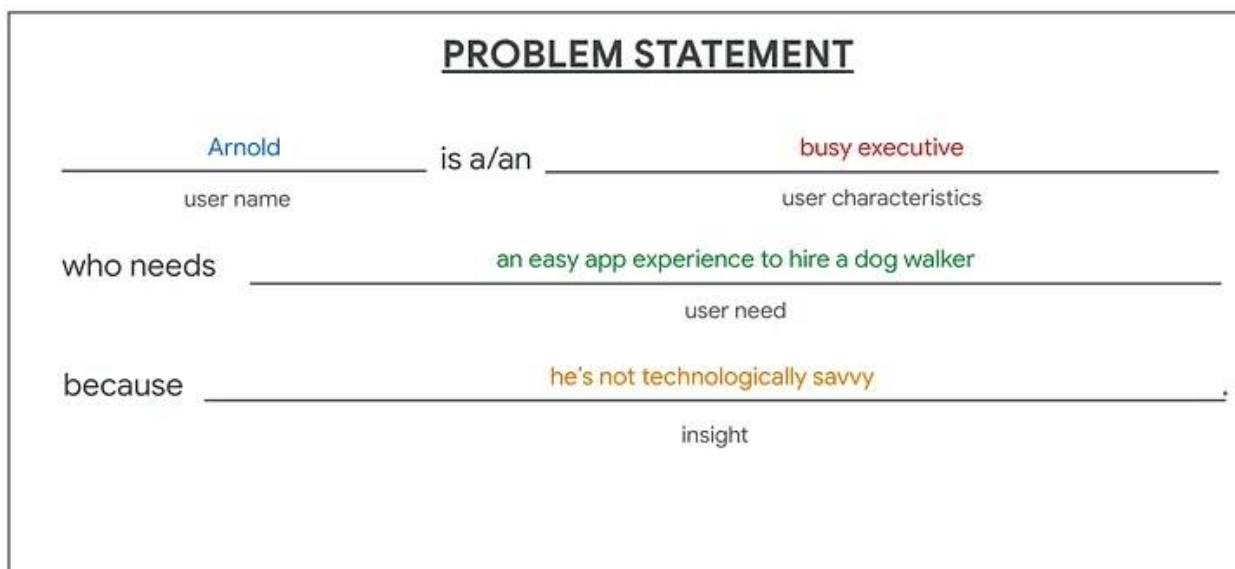 PROBLEM STATEMENT
Arnold is a/an busy executive
user name user characteristics
who needs an easy app experience to hire a dog walker
user need
because he's not technologically savvy.
insight